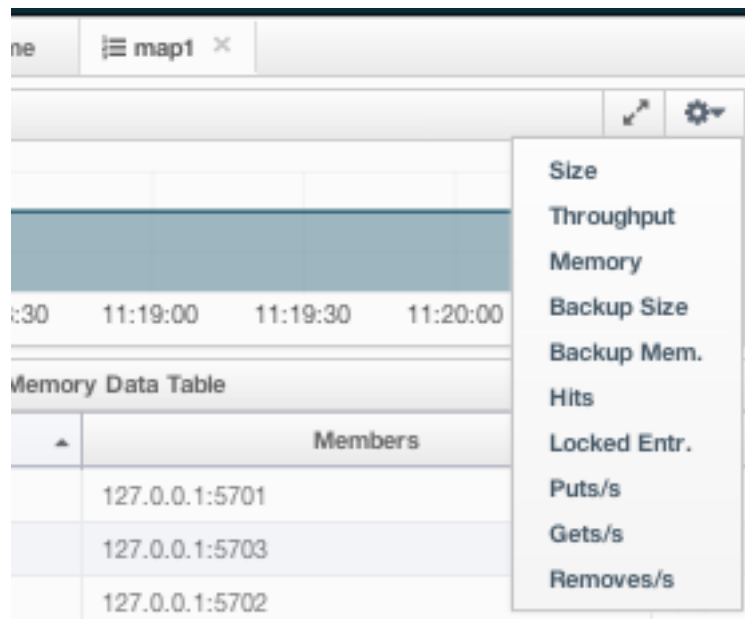 map1
Size
Throughput
Memory
Backup Size
Backup Mem.
Hits
Locked Entr.
Puts/s
Gets/s
Removes/s
:30 11:19:00 11:19:30 11:20:00
Memory Data Table
Members
127.0.0.1:5701
127.0.0.1:5703
127.0.0.1:5702